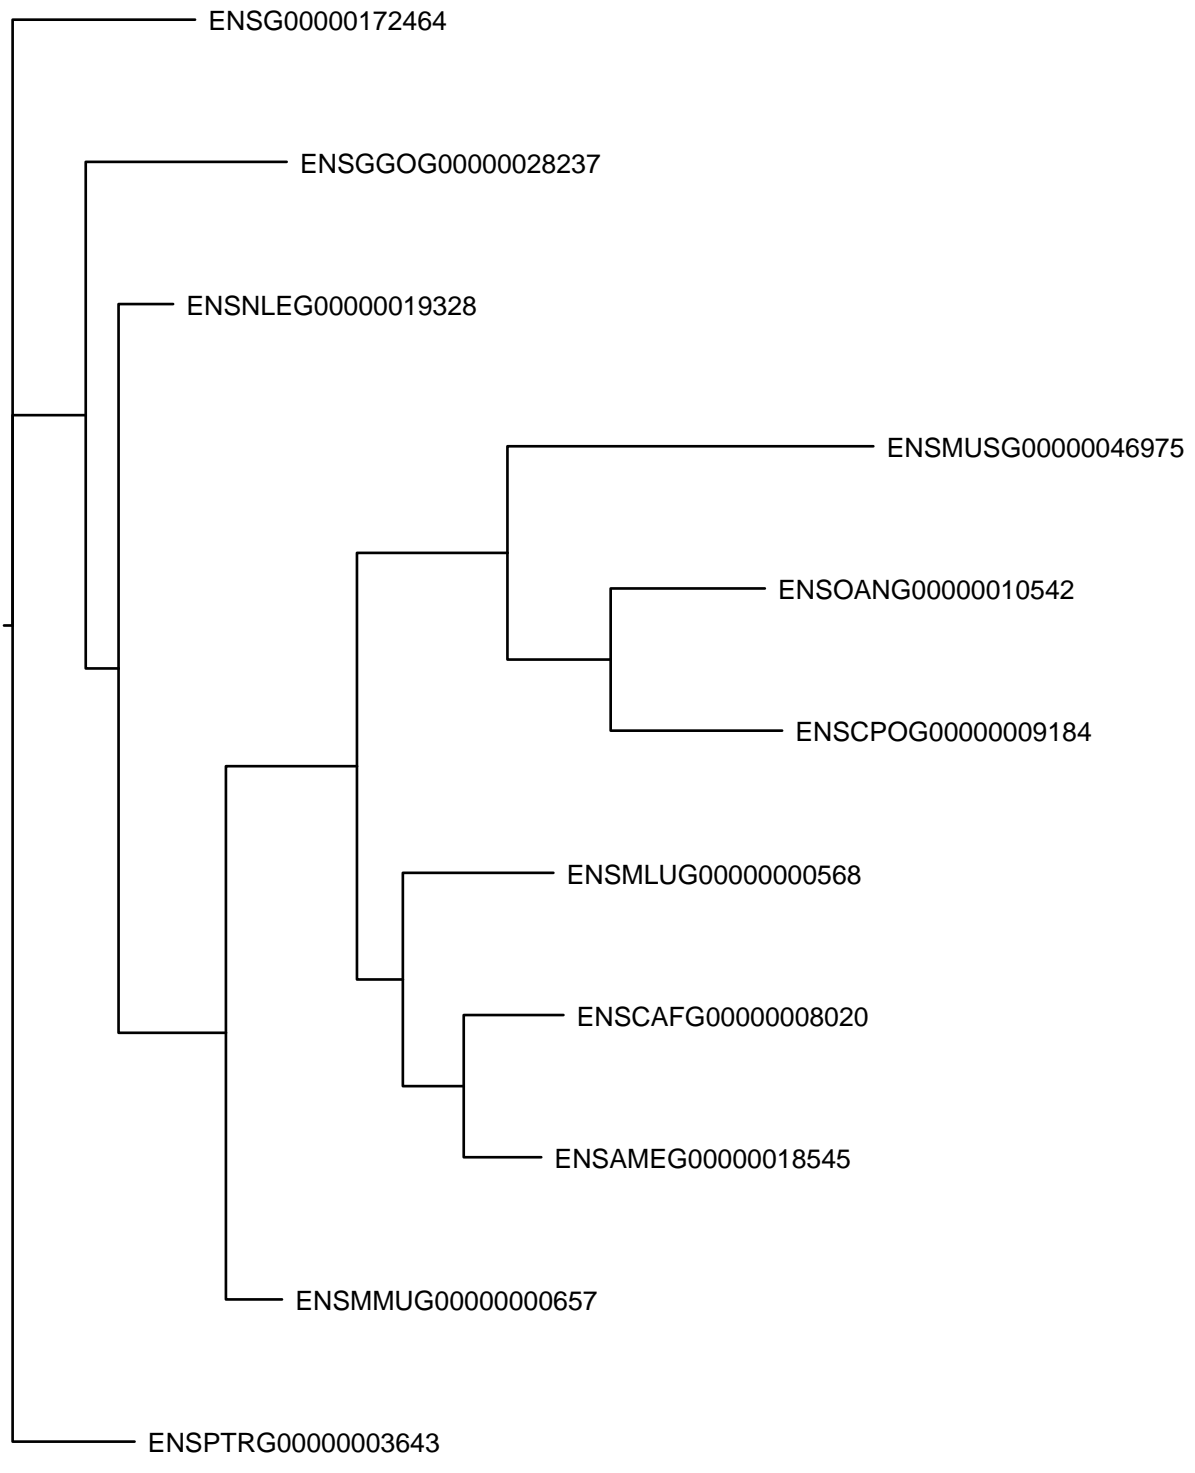 ENSG00000172464
ENSGGOG00000028237
ENSNLEG00000019328
ENSMUSG00000046975
ENSOANG00000010542
ENSCPOG00000009184
ENSMLUG00000000568
ENSCAFG00000008020
ENSAMEG00000018545
ENSMMUG00000000657
ENSPTRG00000003643